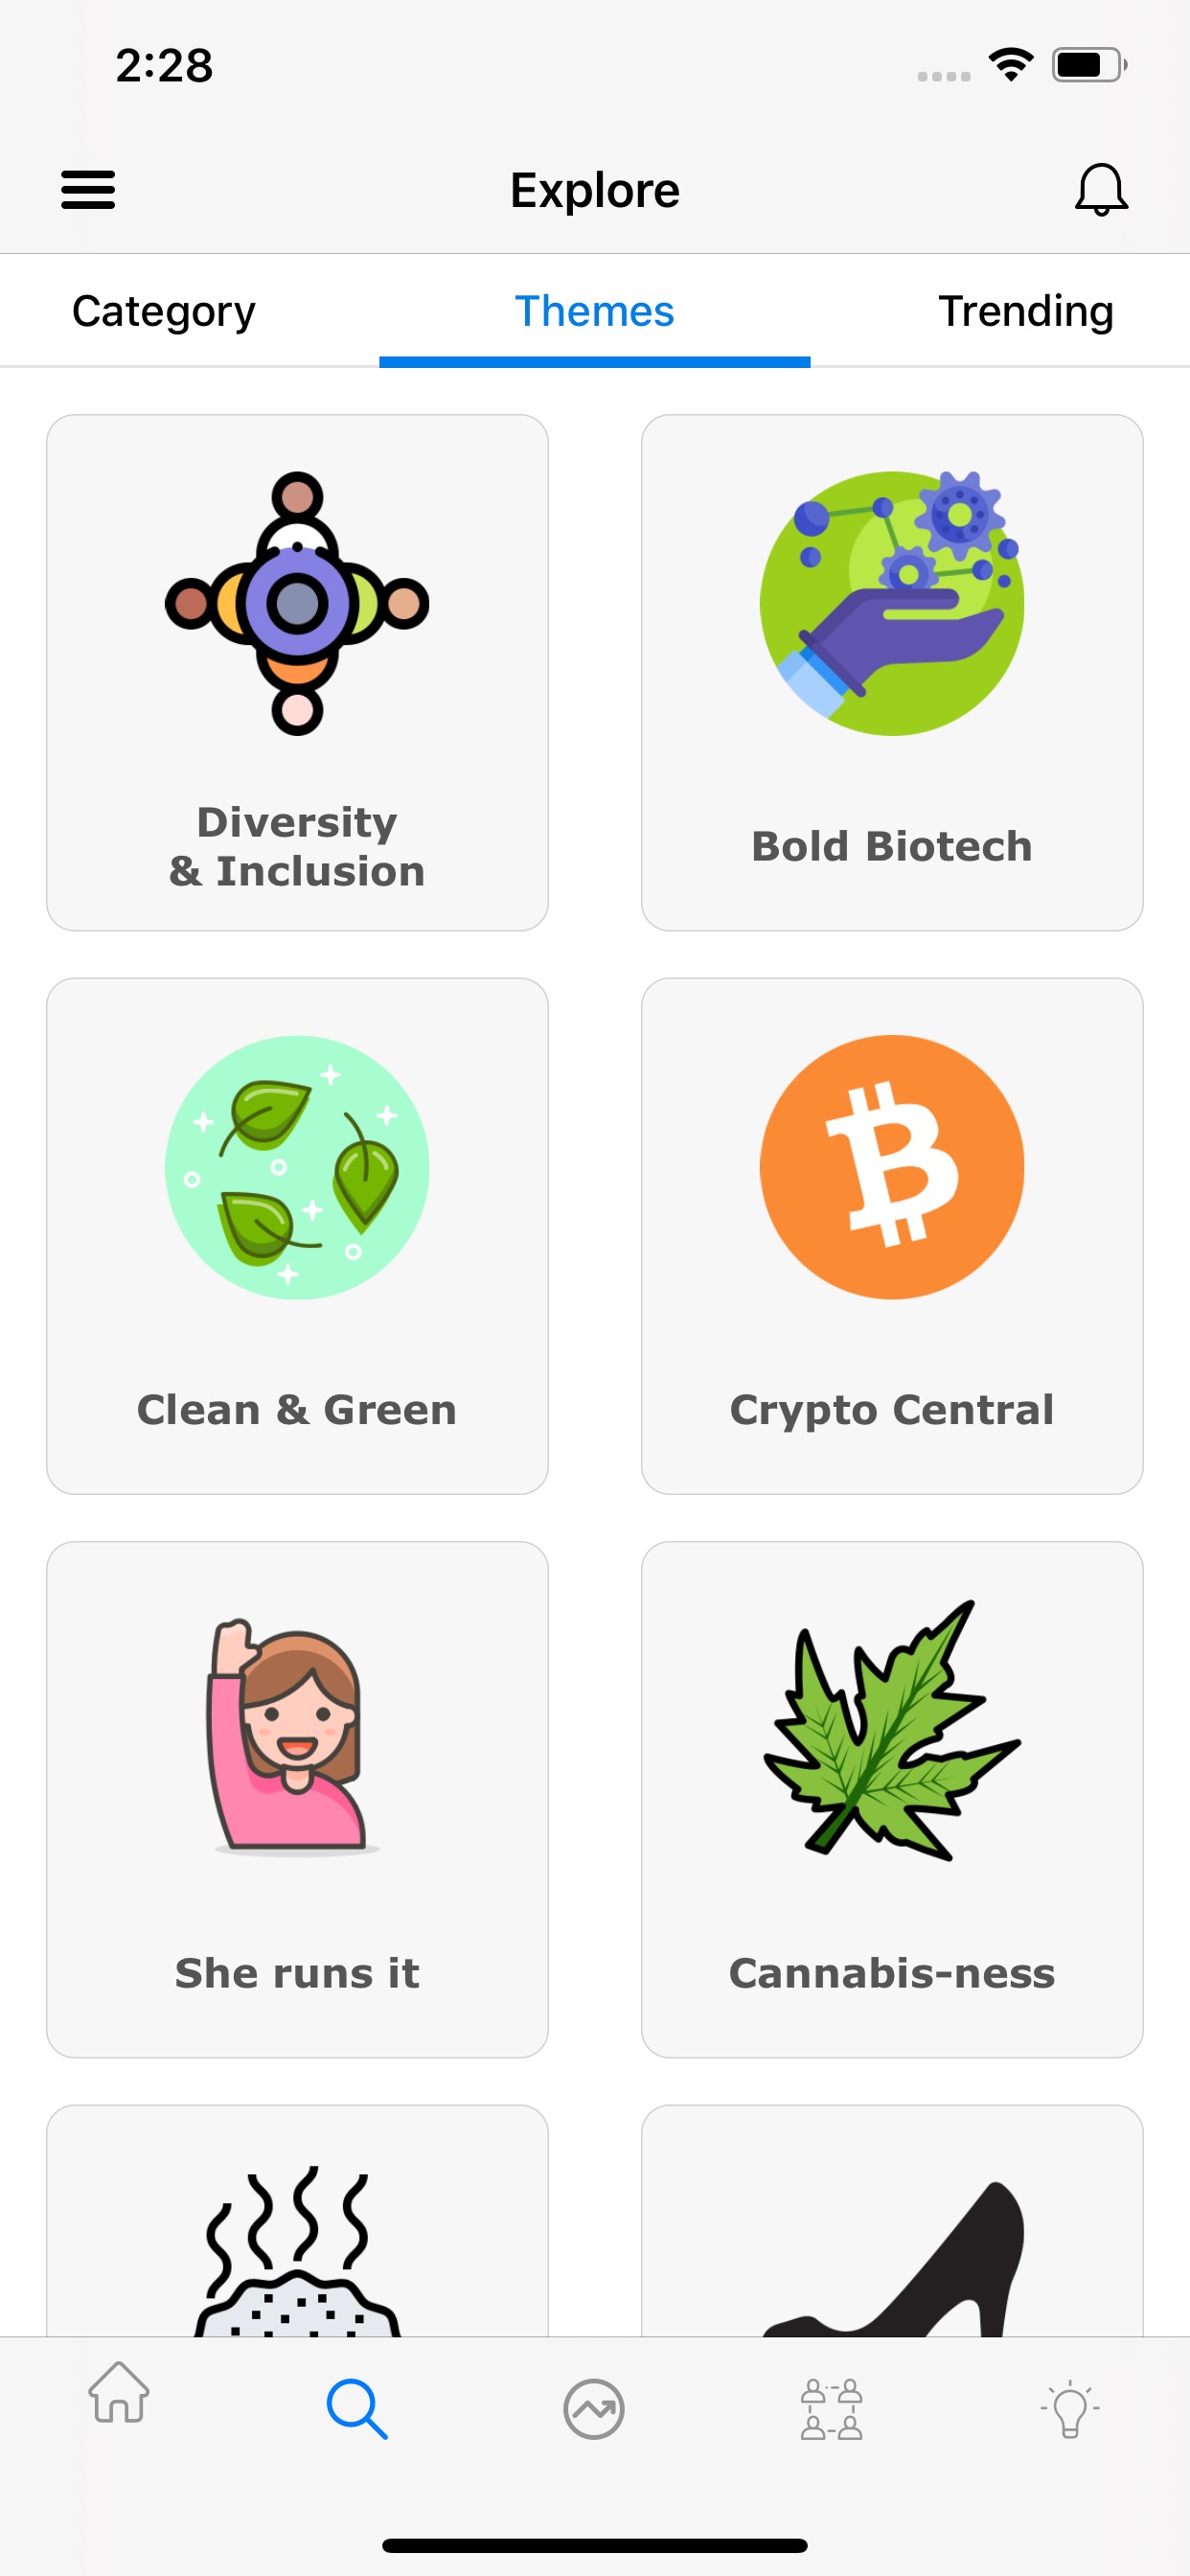 2:28
Explore
Category
Themes
Trending
Diversity
& Inclusion
Bold Biotech
Clean & Green
Crypto Central
She runs it
Cannabis-ness